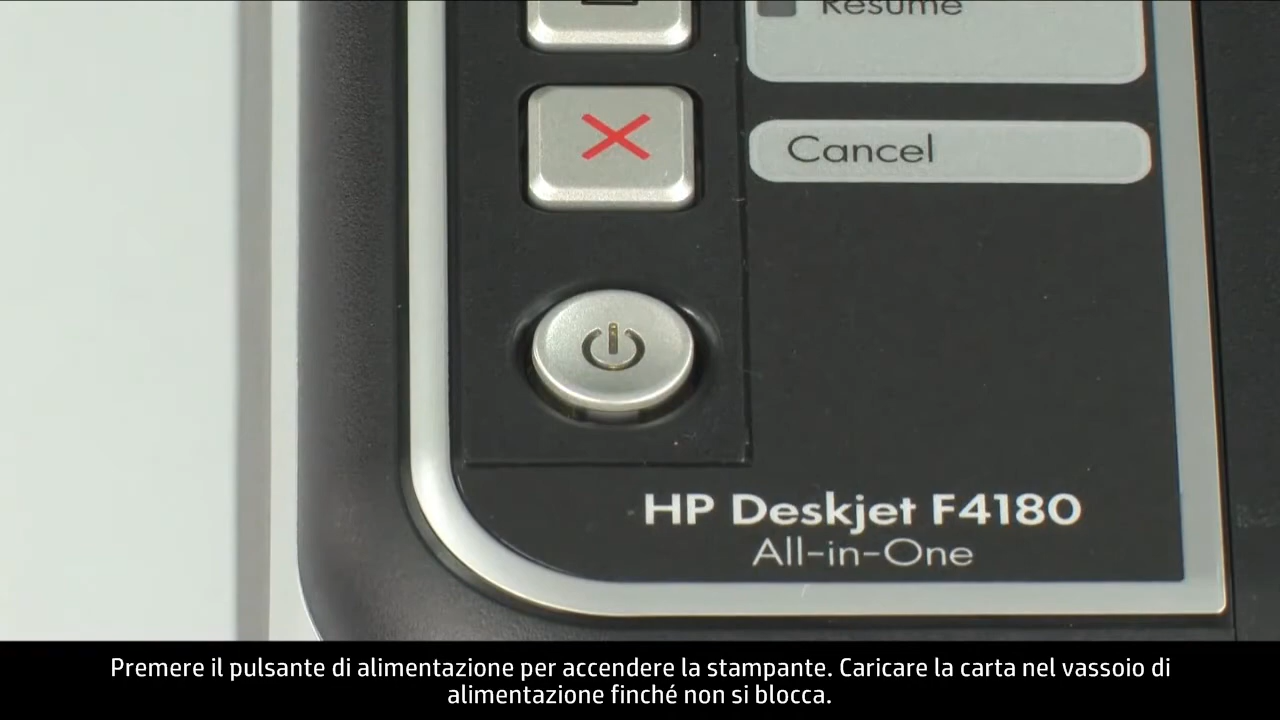 Resume
Cancel
HP Deskjet F4180
All-in-One
Premere il pulsante di alimentazione per accendere la stampante. Caricare la carta nel vassoio di
alimentazione finché non si blocca.